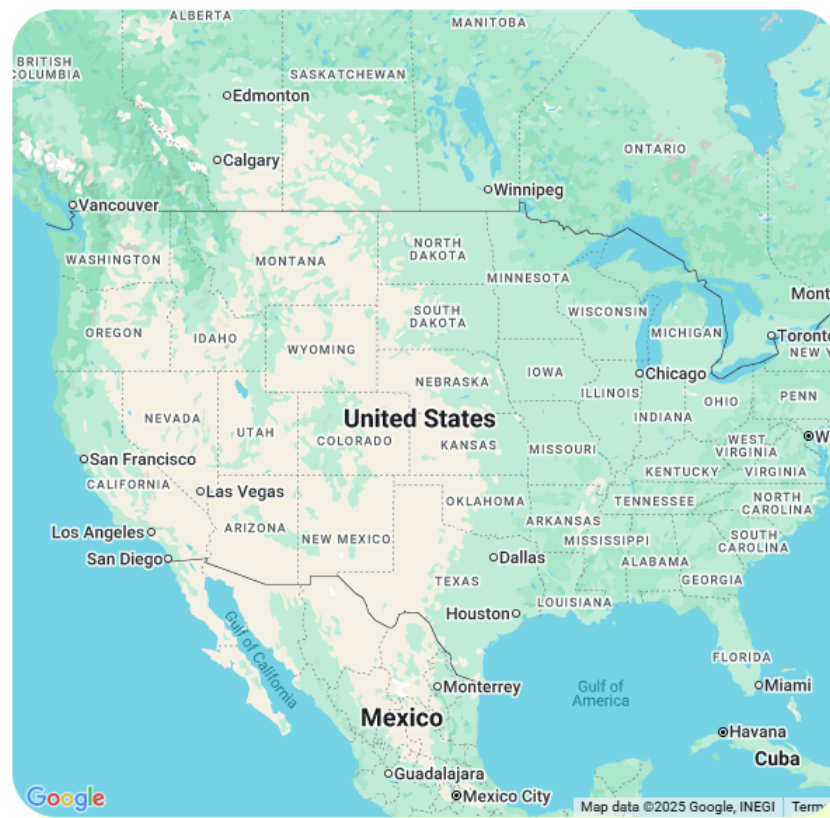 ALBERTA
MANITOBA
BRITISH
COLUMBIA
SASKATCHEWAN
Edmonton
ONTARIO
Calgary
Winnipeg
Vancouver
NORTH
DAKOTA
WASHINGTON
MONTANA
MINNESOTA
Mont
SOUTH
DAKOTA
WISCONSIN
OREGON
IDAHO
MICHIGAN
Toronto
WYOMING
NEW Y
IOWA
Chicago
NEBRASKA
ILLINOIS
OHIO
PENN
NEVADA
United States
INDIANA
UTAH
COLORADO
KANSAS
MISSOURI
WEST
VIRGINIA
W
San Francisco
KENTUCKY
VIRGINIA
CALIFORNIA
Las Vegas
OKLAHOMA
TENNESSEE
NORTH
CAROLINA
Los Angeles
ARIZONA
NEW MEXICO
ARKANSAS
MISSISSIPPI
SOUTH
CAROLINA
San Diego
Dallas
ALABAMA
TEXAS
GEORGIA
Houston
LOUISIANA
Gulf of California
FLORIDA
Monterrey
Gulf of
America
Miami
Mexico
Havana
Cuba
Guadalajara
Mexico City
Google
Map data ©2025 Google, INEGI
Terms